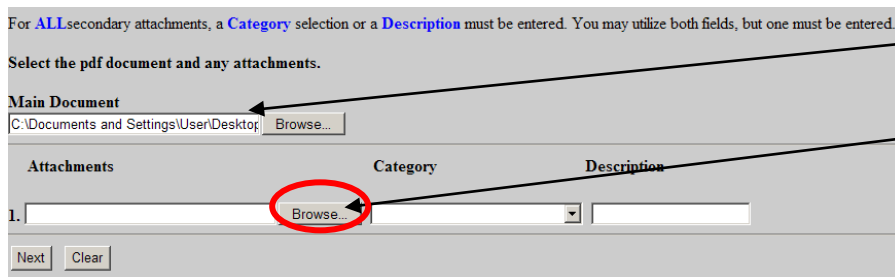 For ALLsecondary attachments, a Category selection or a Description must be entered. You may utilize both fields, but one must be entered.
Select the pdf document and any attachments.
Main Document
C:\Documents and Settings\User\Desktop Browse...
Attachments Category Description
1. Browse...
Next Clear